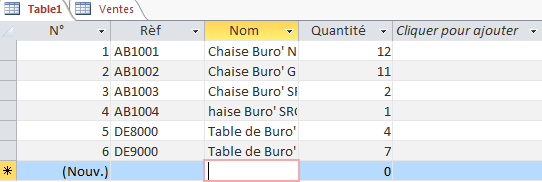 Table1 Ventes
N° Rèf Nom Quantité Cliquer pour ajouter
1 AB1001 Chaise Buro' N 12
2 AB1002 Chaise Buro' G 11
3 AB1003 Chaise Buro' SF 2
4 AB1004 haise Buro' SRC 1
5 DE8000 Table de Buro' 4
6 DE9000 Table de Buro' 7
(Nouv.) 0